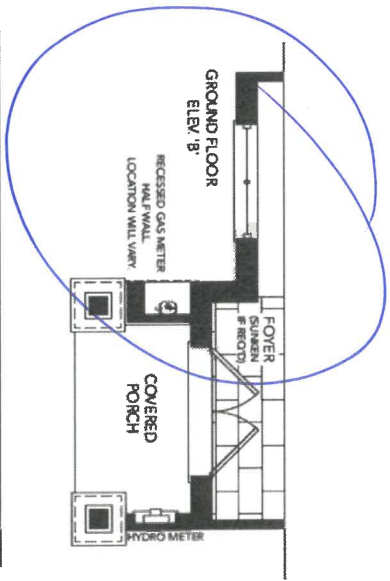 GROUND FLOOR
ELEV. 'B'
RECESSED GAS METER
HALF WALL.
LOCATION WILL VARY.
FOYER
(SUNKEN
IF REQ'D)
COVERED
PORCH
HYDRO METER